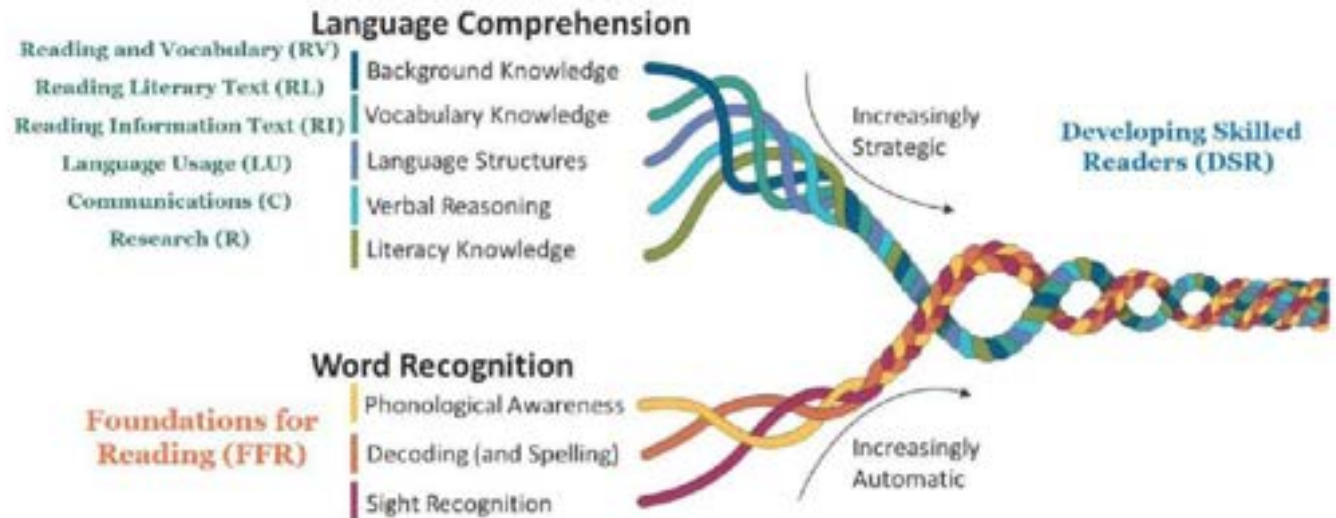 Language Comprehension
Reading and Vocabulary (RV)
Reading Literary Text (RL)
Reading Information Text (RI)
Language Usage (LU)
Communications (C)
Research (R)
Background Knowledge
Vocabulary Knowledge
Language Structures
Verbal Reasoning
Literacy Knowledge
Increasingly
Strategic
Developing Skilled
Readers (DSR)
Word Recognition
Foundations for
Reading (FFR)
Phonological Awareness
Decoding (and Spelling)
Sight Recognition
Increasingly
Automatic